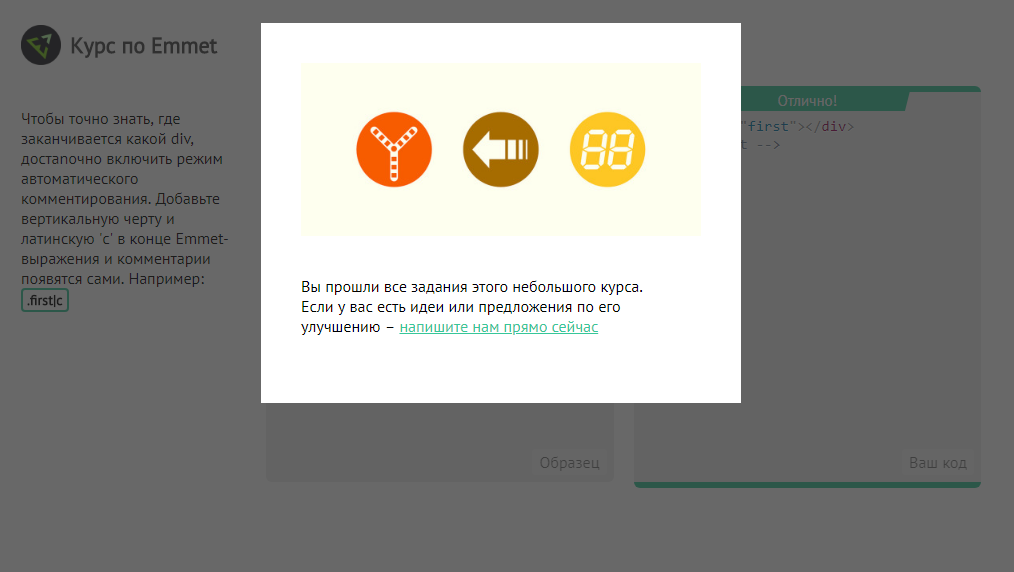 Курс по Emmet
Чтобы точно знать, где
заканчивается какой div,
достаточно включить режим
автоматического
комментирования. Добавьте
вертикальную черту и
латинскую 'c' в конце Emmet-
выражения и комментарии
появятся сами. Например:
.first|c
Вы прошли все задания этого небольшого курса.
Если у вас есть идеи или предложения по его
улучшению – напишите нам прямо сейчас
Отлично!
"first"></div>
t -->
Образец
Ваш код